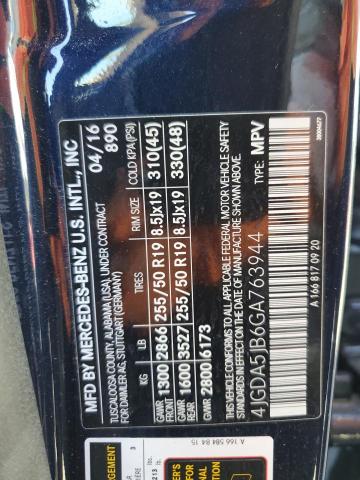 MFD BY MERCEDES-BENZ U.S. INTL., INC
TUSCALOOSA COUNTY, ALABAMA (USA), UNDER CONTRACT
FOR DAIMLER AG, STUTTGART (GERMANY)
04/16
890
KG LB TIRES RIM SIZE COLD KPA(PSI)
GAWR FRONT 1300 2866 255/50 R19 8.5Jx19 310(45)
GAWR REAR 1600 3527 255/50 R19 8.5Jx19 330(48)
GVWR 2800 6173
THIS VEHICLE CONFORMS TO ALL APPLICABLE FEDERAL MOTOR VEHICLE SAFETY
STANDARDS IN EFFECT ON THE DATE OF MANUFACTURE SHOWN ABOVE.
4JGDA5JB6GA763944 MPV
A 166 817 09 20
A 166 584 84 15
213 lbs.
3